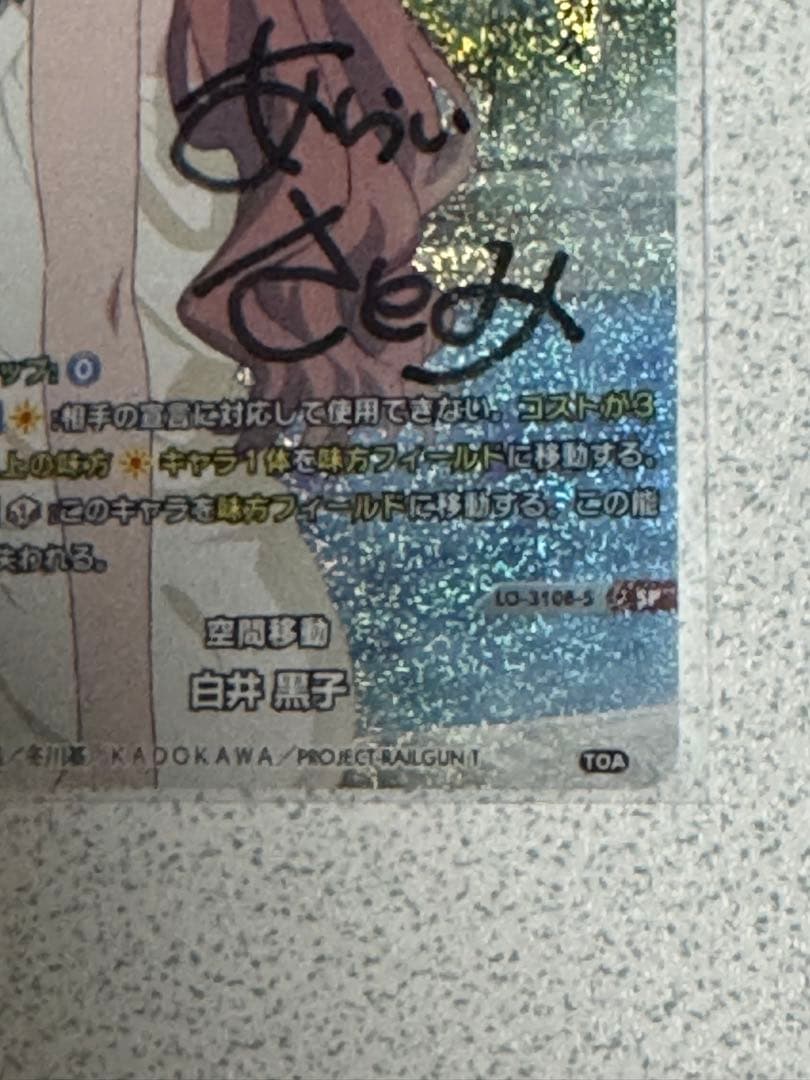 あらい
さとみ
ップ:0
:相手の宣言に対応して使用できない。コストが3
上の味方 キャラ1体を味方フィールドに移動する。
:このキャラを味方フィールドに移動する。この能
失われる。
LO-3108-S SP
空間移動
白井 黒子
／冬川基 KADOKAWA／PROJECT-RAILGUN T
TOA